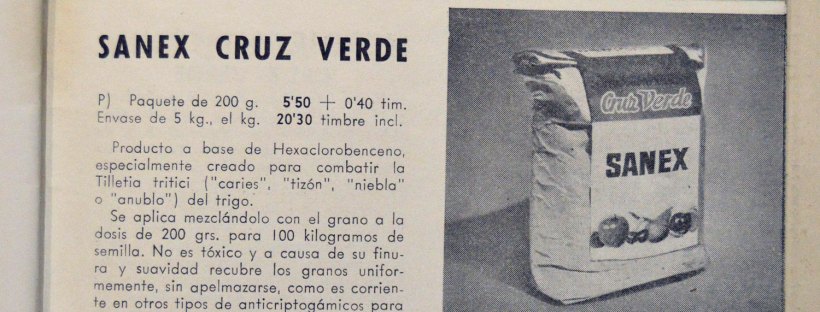 SANEX CRUZ VERDE
P) Paquete de 200 g. 5'50 + 0'40 tim.
Envase de 5 kg., el kg. 20'30 timbre incl.
Producto a base de Hexaclorobenceno,
especialmente creado para combatir la
Tilletia tritici ("caries", "tizón", "niebla"
o "anublo") del trigo.
Se aplica mezclándolo con el grano a la
dosis de 200 grs. para 100 kilogramos de
semilla. No es tóxico y a causa de su finu-
ra y suavidad recubre los granos unifor-
memente, sin apelmazarse, como es corrien-
te en otros tipos de anticriptogámicos para
Cruz Verde
SANEX